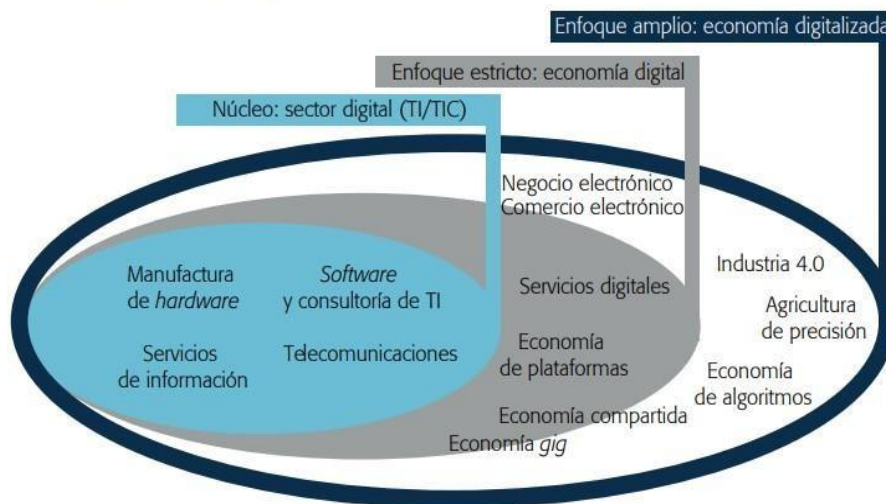 Enfoque amplio: economía digitalizada
Enfoque estricto: economía digital
Núcleo: sector digital (TI/TIC)
Negocio electrónico
Comercio electrónico
Manufactura
de hardware
Software
y consultoría de TI
Servicios digitales
Industria 4.0
Agricultura
de precisión
Servicios
de información
Telecomunicaciones
Economía
de plataformas
Economía
de algoritmos
Economía compartida
Economía gig